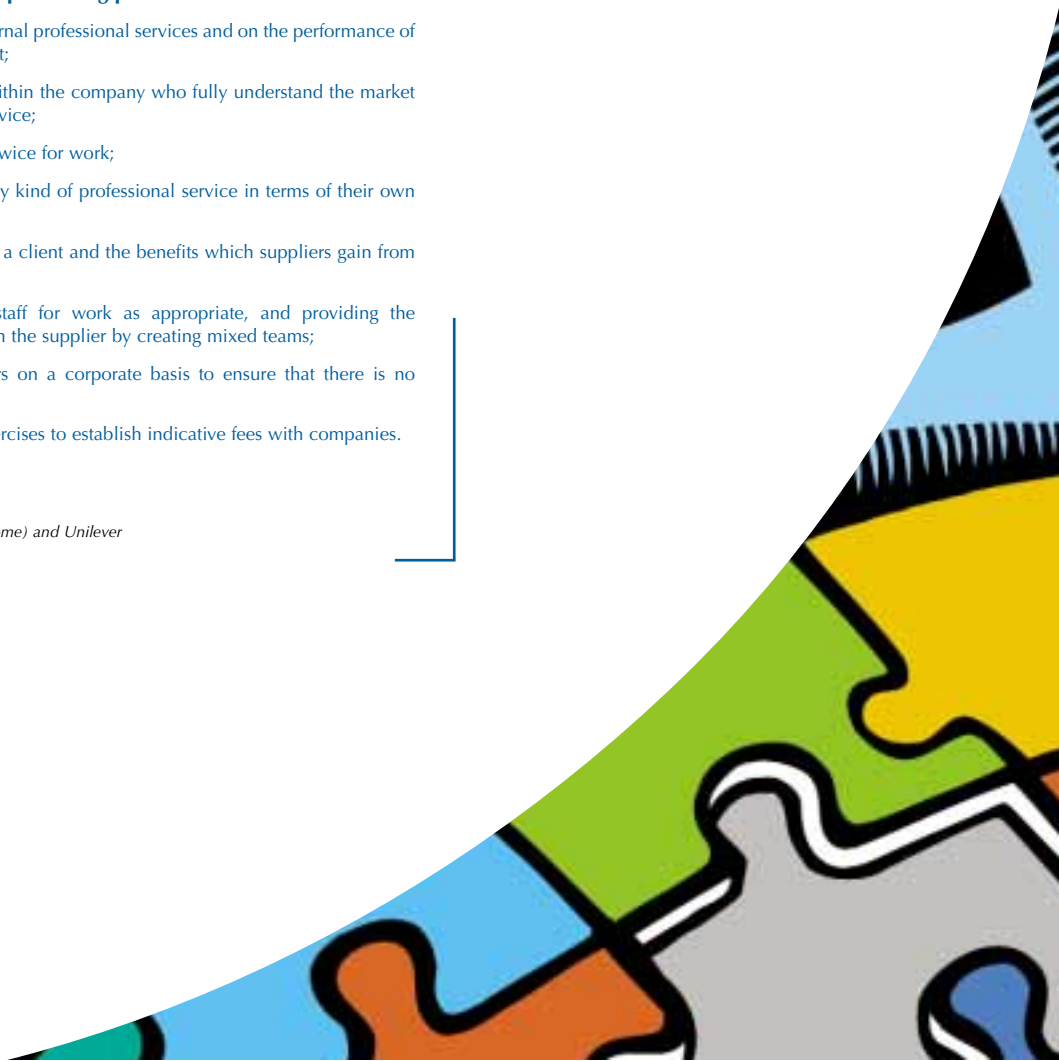 rnal professional services and on the performance of
t;
ithin the company who fully understand the market
vice;
wice for work;
y kind of professional service in terms of their own
a client and the benefits which suppliers gain from
staff for work as appropriate, and providing the
n the supplier by creating mixed teams;
rs on a corporate basis to ensure that there is no
ercises to establish indicative fees with companies.
ome) and Unilever